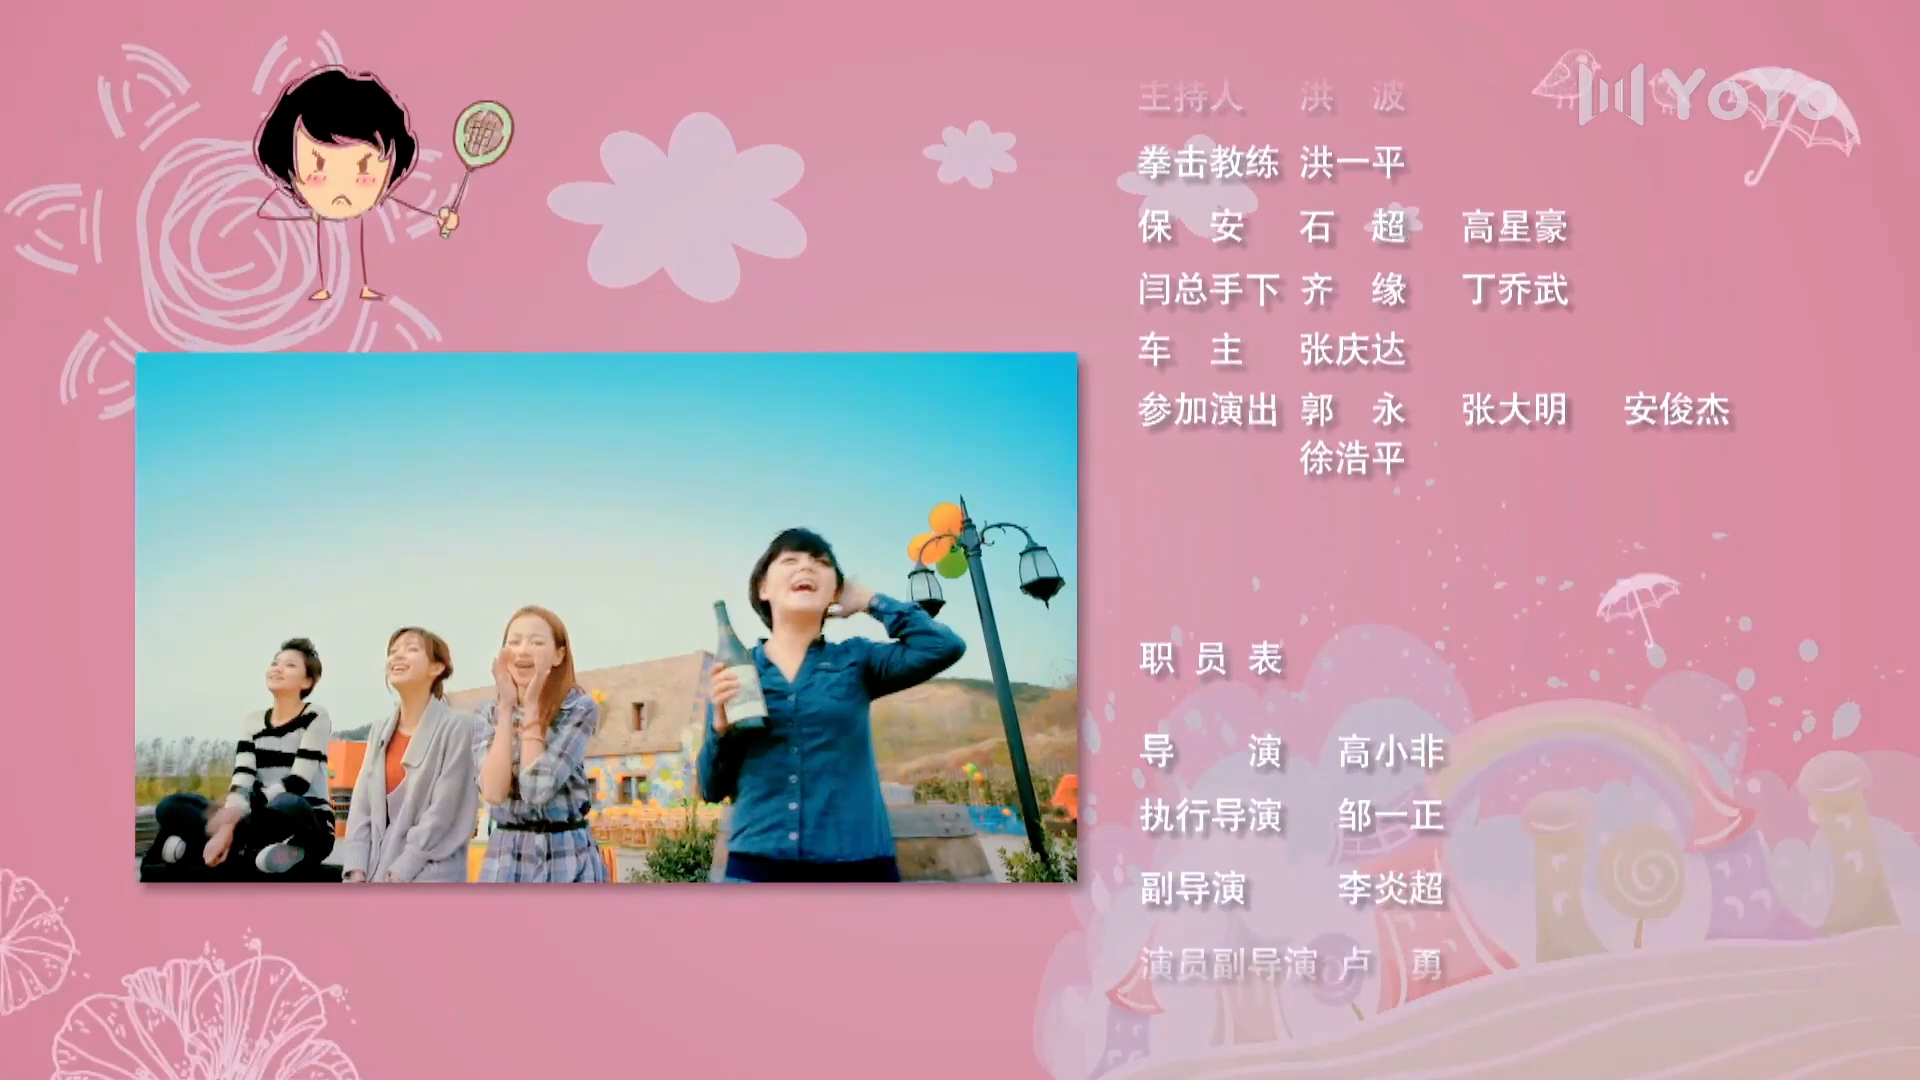 YOYO
主持人 洪 波
拳击教练 洪一平
保 安 石 超 高星豪
闫总手下 齐 缘 丁乔武
车 主 张庆达
参加演出 郭 永 张大明 安俊杰
徐浩平
职 员 表
导 演 高小非
执行导演 邹一正
副导演 李炎超
演员副导演 卢 勇